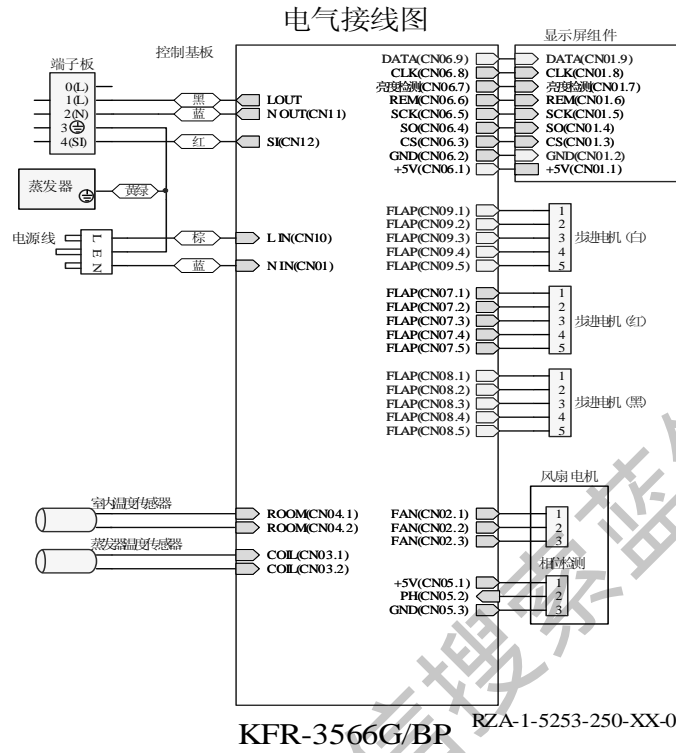 电气接线图
控制基板
显示屏组件
端子板
0(L)
1(L)
2(N)
3
4(SI)
黑
蓝
红
LOUT
N OUT(CN11)
SI(CN12)
DATA(CN06.9)
CLK(CN06.8)
亮度检测(CN06.7)
REM(CN06.6)
SCK(CN06.5)
SO(CN06.4)
CS(CN06.3)
GND(CN06.2)
+5V(CN06.1)
DATA(CN01.9)
CLK(CN01.8)
亮度检测(CN01.7)
REM(CN01.6)
SCK(CN01.5)
SO(CN01.4)
CS(CN01.3)
GND(CN01.2)
+5V(CN01.1)
蒸发器
黄绿
电源线
L E N
棕
蓝
L IN(CN10)
N IN(CN01)
FLAP(CN09.1)
FLAP(CN09.2)
FLAP(CN09.3)
FLAP(CN09.4)
FLAP(CN09.5)
1
2
3
4
5
步进电机(白)
FLAP(CN07.1)
FLAP(CN07.2)
FLAP(CN07.3)
FLAP(CN07.4)
FLAP(CN07.5)
1
2
3
4
5
步进电机(红)
FLAP(CN08.1)
FLAP(CN08.2)
FLAP(CN08.3)
FLAP(CN08.4)
FLAP(CN08.5)
1
2
3
4
5
步进电机(黑)
室内温度传感器
ROOM(CN04.1)
ROOM(CN04.2)
蒸发器温度传感器
COIL(CN03.1)
COIL(CN03.2)
风扇电机
FAN(CN02.1)
FAN(CN02.2)
FAN(CN02.3)
1
2
3
相位检测
+5V(CN05.1)
PH(CN05.2)
GND(CN05.3)
1
2
3
KFR-3566G/BP
RZA-1-5253-250-XX-0
信搜索蓝